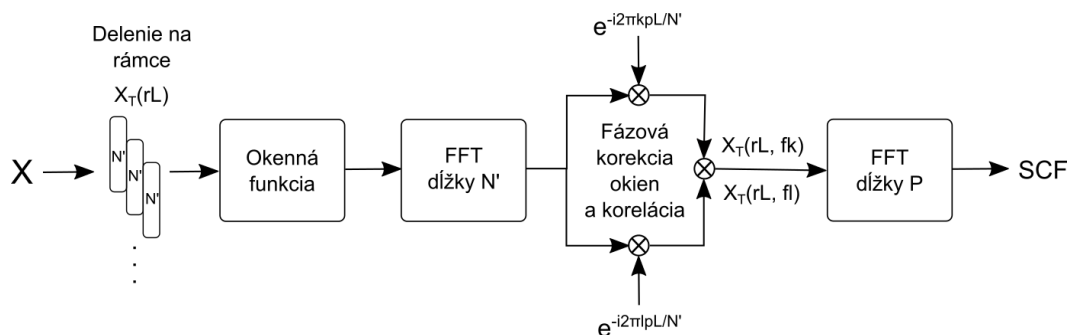 Delenie na
rámce
X_T(rL)
X
N'
N'
N'
Okenná
funkcia
FFT
dĺžky N'
e^-i2πkpL/N'
Fázová
korekcia
okien
a korelácia
e^-i2πlpL/N'
X_T(rL, fk)
X_T(rL, fl)
FFT
dĺžky P
SCF